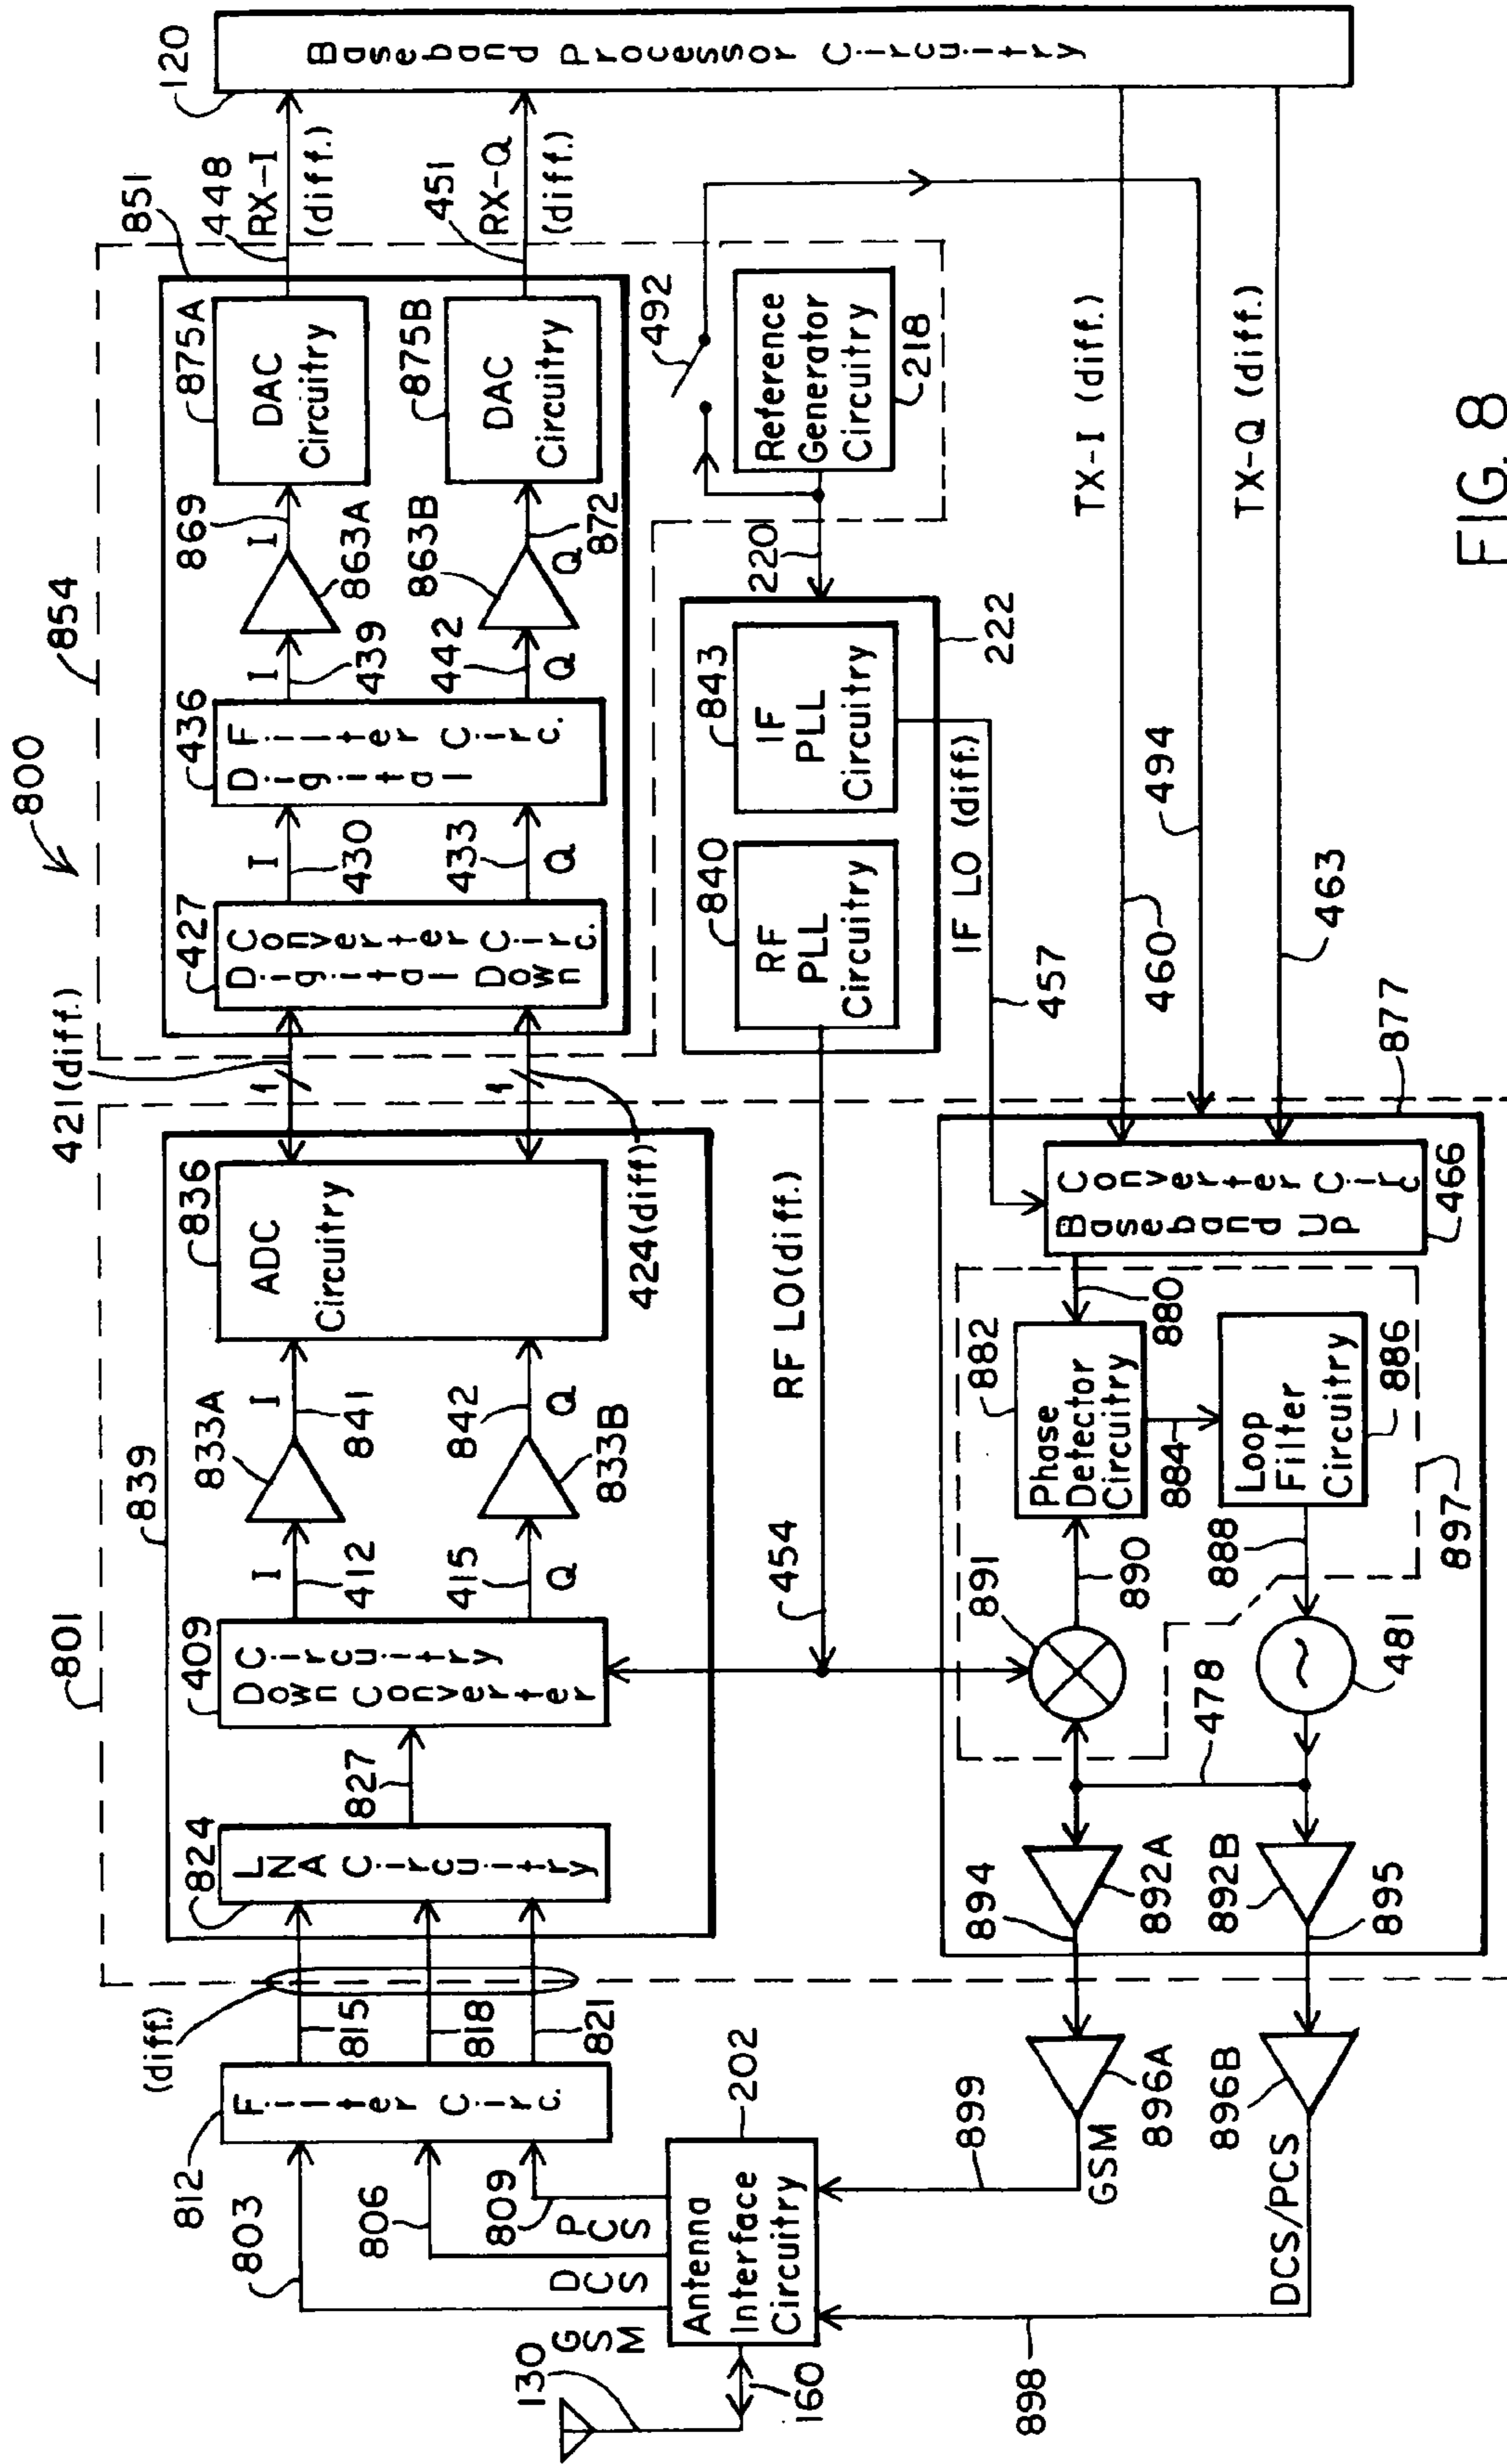 800
854
851
120
Baseband Processor Circuitry
448
RX-I
(diff.)
451
RX-Q
(diff.)
875A
DAC
Circuitry
875B
DAC
Circuitry
869
I
863A
863B
872
Q
I
439
442
Q
436
Digital
Filter Circ.
I
430
433
Q
427
Digital Down
Converter Circ.
421(diff.)
1
1
424(diff)
801
839
836
ADC
Circuitry
833A
I
841
842
Q
833B
I
412
415
Q
409
Down Converter
Circuitry
827
824
LNA Circuitry
(diff.)
815
818
821
812
Filter Circ.
803
806
809
GSM
DCS
PCS
130
160
202
Antenna
Interface
Circuitry
492
Reference
Generator
Circuitry
218
220
222
843
IF
PLL
Circuitry
840
RF
PLL
Circuitry
RF LO(diff.)
454
IF LO (diff.)
457
TX-I (diff.)
460
494
TX-Q (diff.)
463
877
Baseband Up
Converter Circ
466
880
882
Phase
Detector
Circuitry
884
Loop
Filter
Circuitry
886
888
897
890
891
481
478
892A
892B
894
895
896A
896B
899
GSM
DCS/PCS
898
FIG. 8